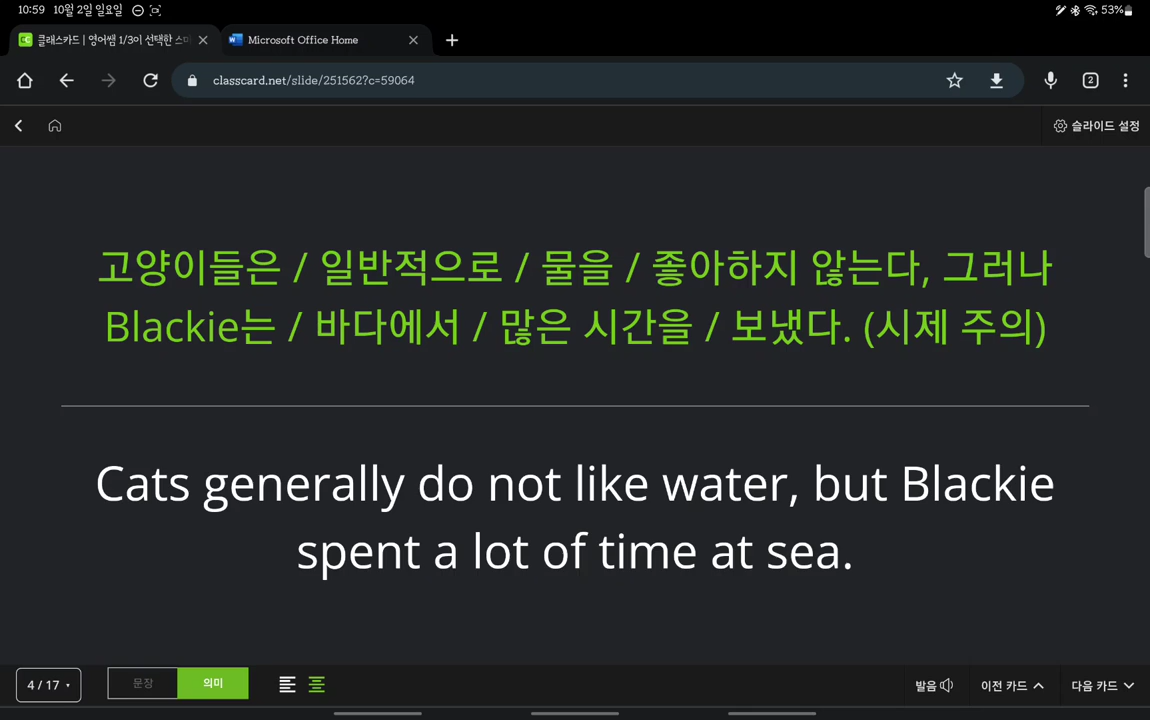 10:59 10월 2일 일요일 53%
클래스카드 | 영어쌤 1/3이 선택한 스마 Microsoft Office Home
classcard.net/slide/251562?c=59064 2
슬라이드 설정
고양이들은 / 일반적으로 / 물을 / 좋아하지 않는다, 그러나
Blackie는 / 바다에서 / 많은 시간을 / 보냈다. (시제 주의)
Cats generally do not like water, but Blackie
spent a lot of time at sea.
4 / 17 문장 의미 발음 이전 카드 다음 카드